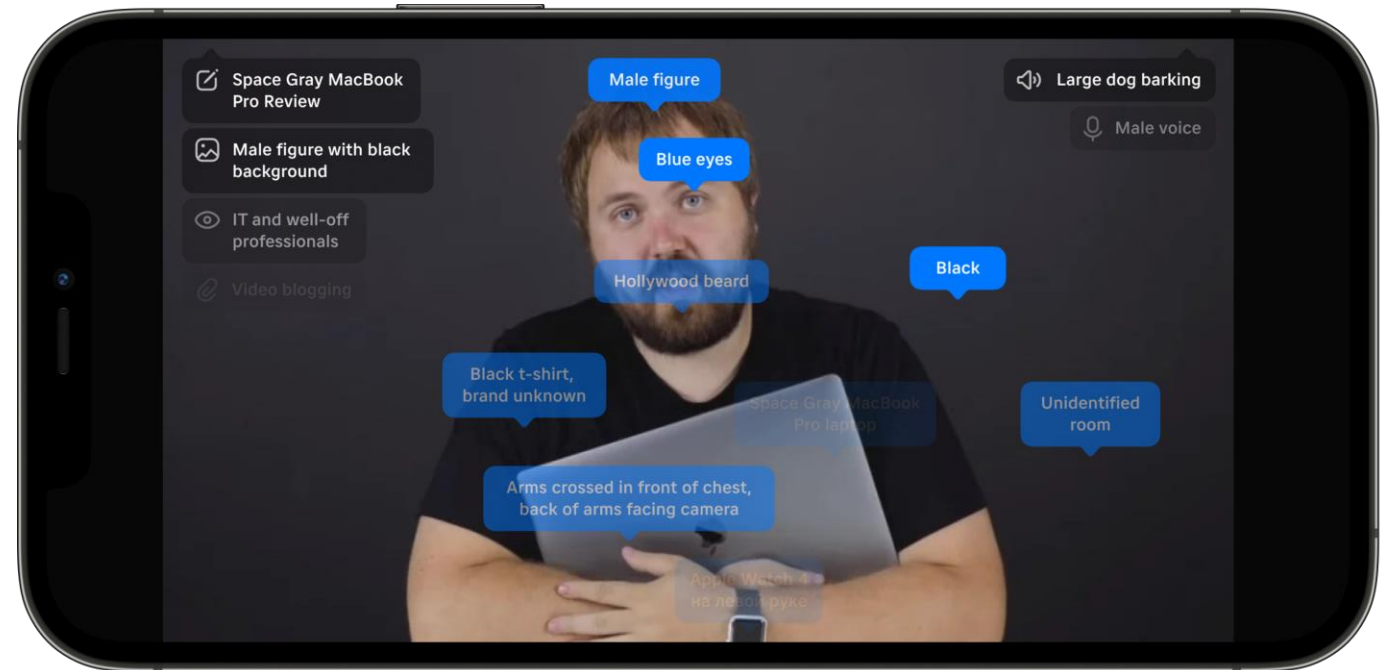 Space Gray MacBook
Pro Review
Male figure with black
background
IT and well-off
professionals
Video blogging
Male figure
Blue eyes
Hollywood beard
Black t-shirt,
brand unknown
Space Gray MacBook
Pro laptop
Arms crossed in front of chest,
back of arms facing camera
Apple Watch 4
на левой руке
Large dog barking
Male voice
Black
Unidentified
room